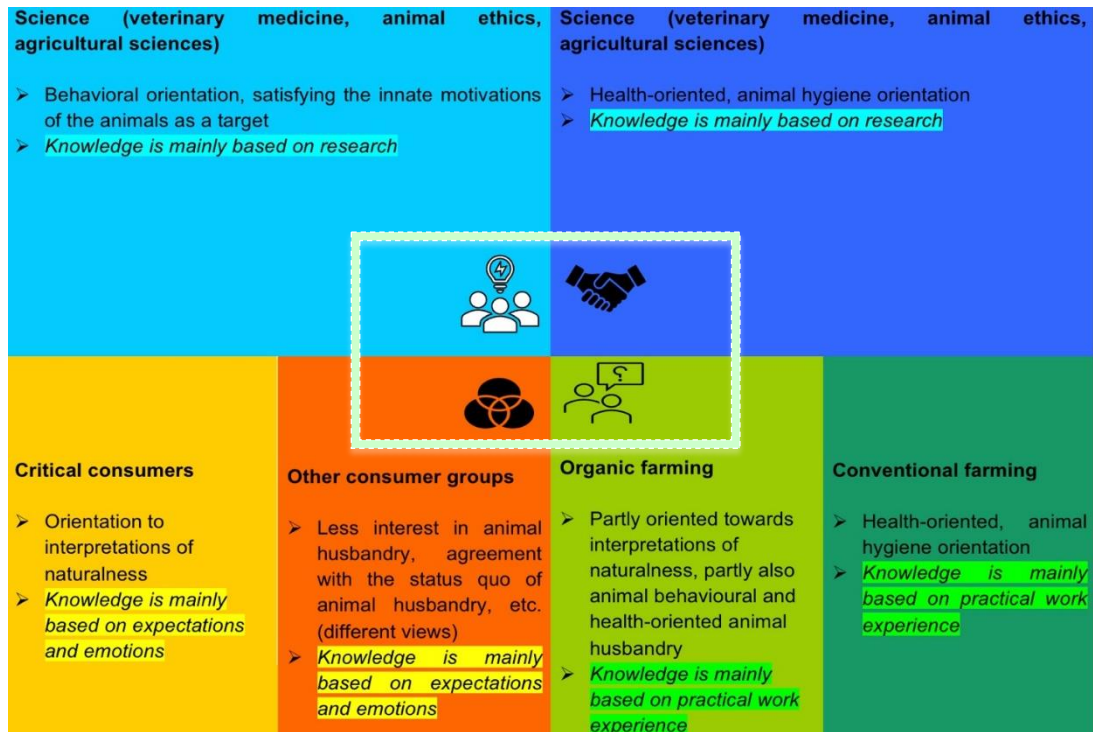 Science (veterinary medicine, animal ethics,
agricultural sciences)
➢ Behavioral orientation, satisfying the innate motivations
of the animals as a target
➢ Knowledge is mainly based on research
Science (veterinary medicine, animal ethics,
agricultural sciences)
➢ Health-oriented, animal hygiene orientation
➢ Knowledge is mainly based on research
?
Critical consumers
➢ Orientation to
interpretations of
naturalness
➢ Knowledge is mainly
based on expectations
and emotions
Other consumer groups
➢ Less interest in animal
husbandry, agreement
with the status quo of
animal husbandry, etc.
(different views)
➢ Knowledge is mainly
based on expectations
and emotions
Organic farming
➢ Partly oriented towards
interpretations of
naturalness, partly also
animal behavioural and
health-oriented animal
husbandry
➢ Knowledge is mainly
based on practical work
experience
Conventional farming
➢ Health-oriented, animal
hygiene orientation
➢ Knowledge is mainly
based on practical work
experience